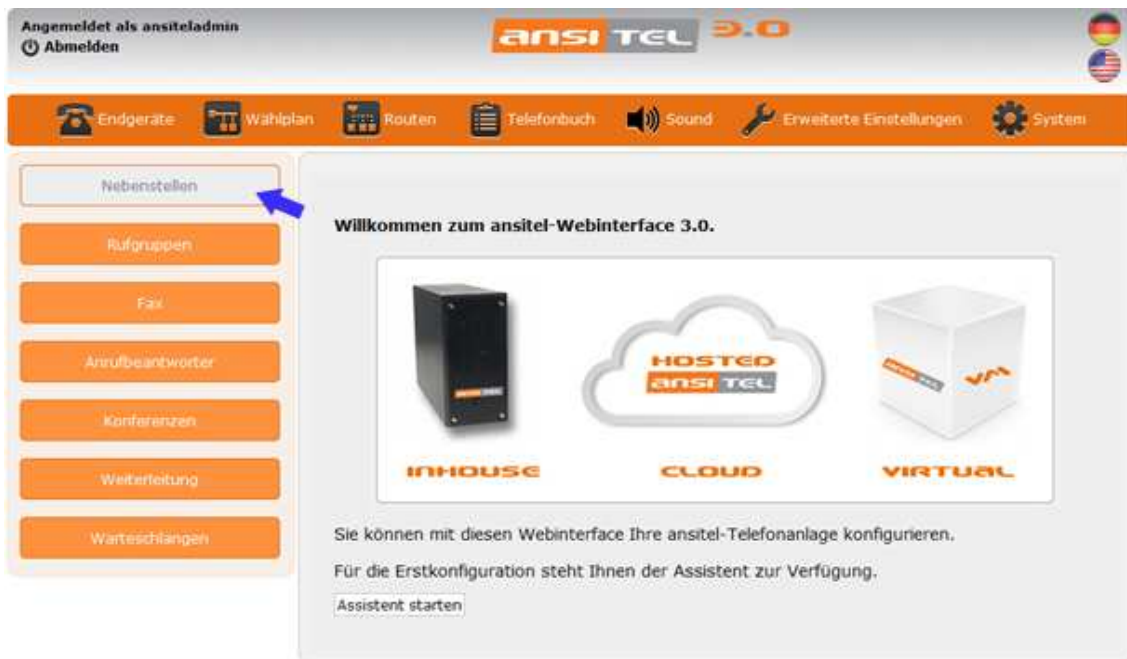 Angemeldet als ansiteladmin
Abmelden
ansi TEL 3.0
Endgeräte Wählplan Routen Telefonbuch Sound Erweiterte Einstellungen System
Nebenstellen
Rufgruppen
Fax
Anrufbeantworter
Konferenzen
Weiterleitung
Warteschlangen
Willkommen zum ansitel-Webinterface 3.0.
HOSTED
ansi TEL
VM
INHOUSE CLOUD VIRTUAL
Sie können mit diesen Webinterface Ihre ansitel-Telefonanlage konfigurieren.
Für die Erstkonfiguration steht Ihnen der Assistent zur Verfügung.
Assistent starten